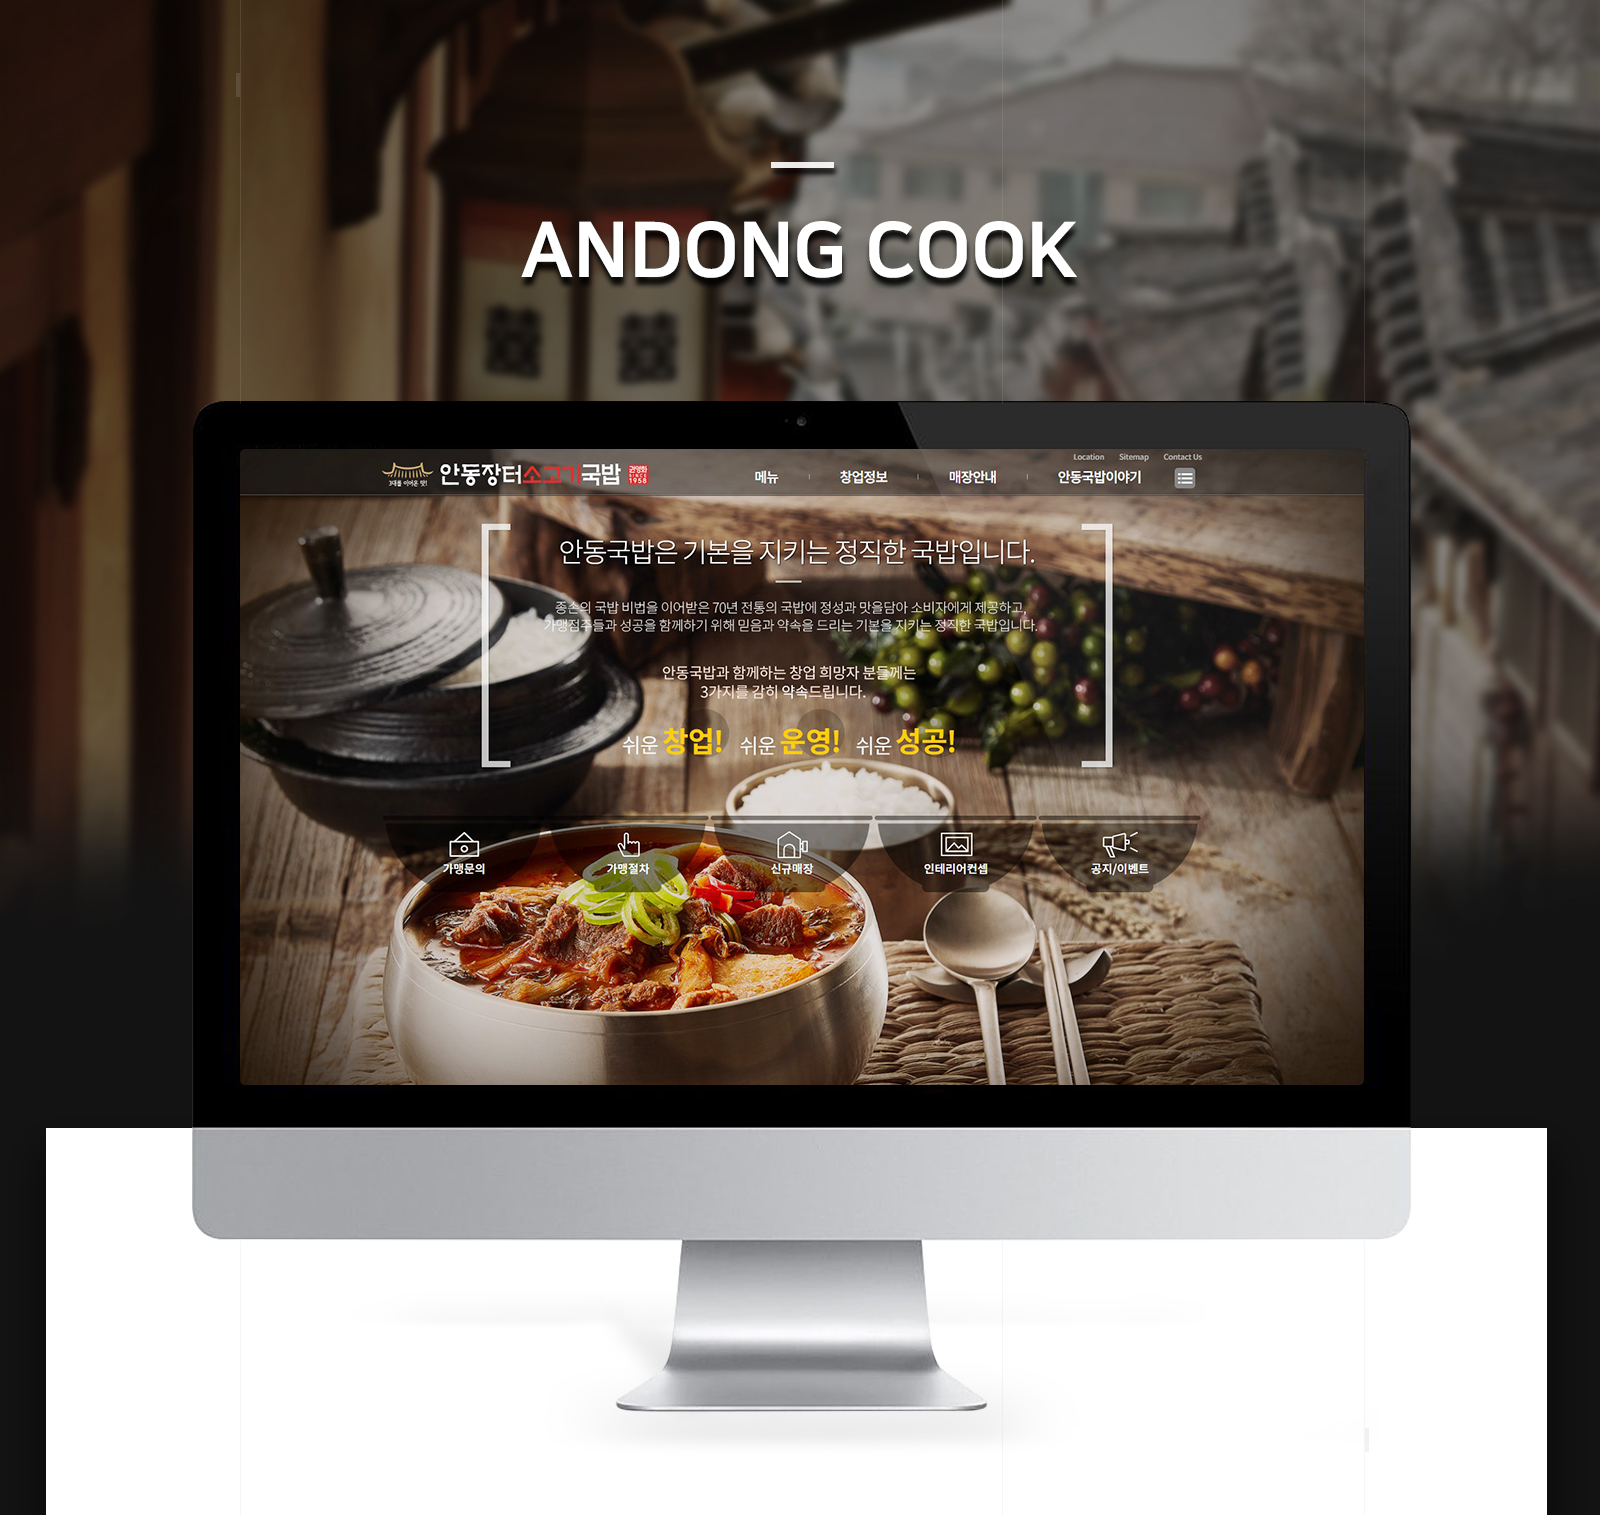 ANDONG COOK
Location Sitemap Contact Us
3대를 이어온 맛! 안동장터소고기국밥 권영화 SINCE 1958
메뉴 창업정보 매장안내 안동국밥이야기
안동국밥은 기본을 지키는 정직한 국밥입니다.
종손의 국밥 비법을 이어받은 70년 전통의 국밥에 정성과 맛을담아 소비자에게 제공하고,
가맹점주들과 성공을 함께하기 위해 믿음과 약속을 드리는 기본을 지키는 정직한 국밥입니다.
안동국밥과 함께하는 창업 희망자 분들께는
3가지를 감히 약속드립니다.
쉬운 창업! 쉬운 운영! 쉬운 성공!
가맹문의 가맹절차 신규매장 인테리어컨셉 공지/이벤트